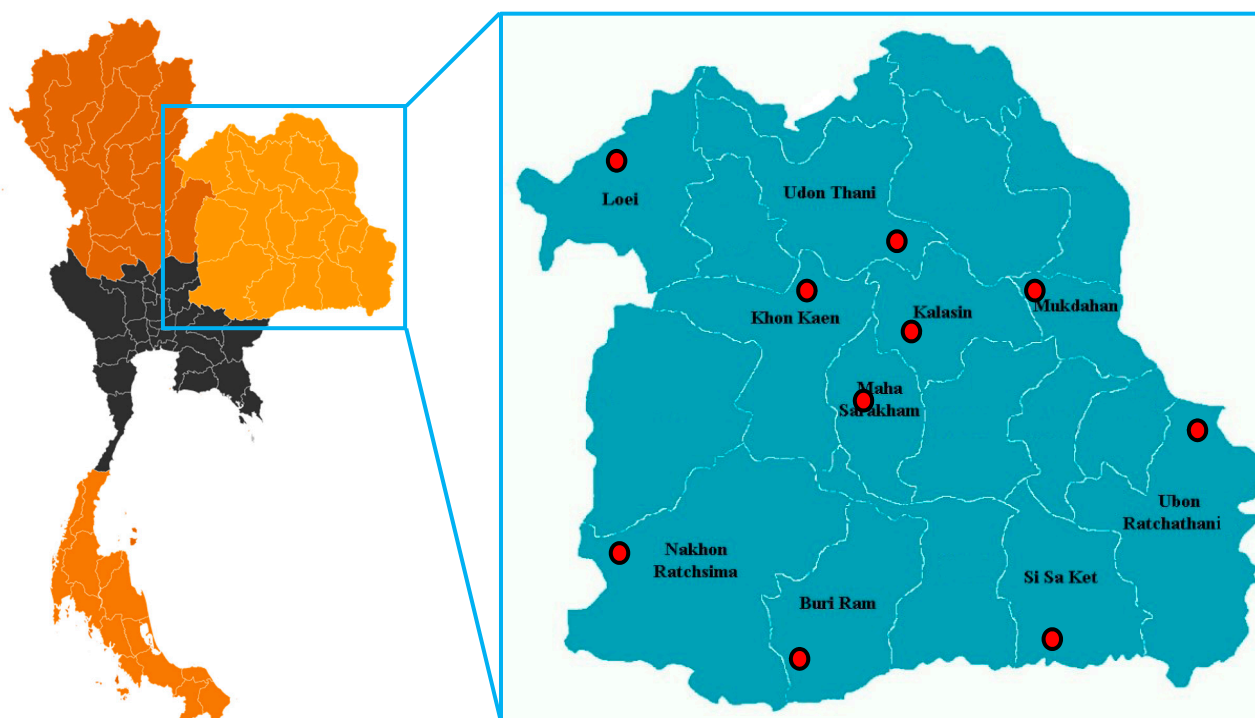 Loei
Udon Thani
Khon Kaen
Kalasin
Mukdahan
Maha
Sarakham
Ubon
Ratchathani
Nakhon
Ratchsima
Si Sa Ket
Buri Ram